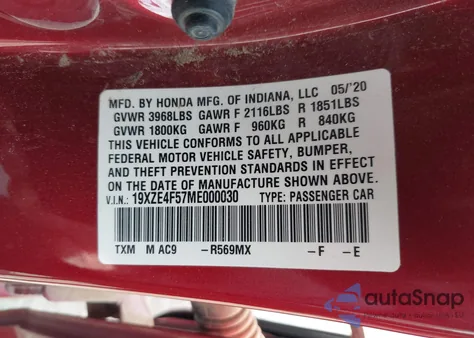 MFD. BY HONDA MFG. OF INDIANA, LLC 05/'20
GVWR 3968LBS GAWR F 2116LBS R 1851LBS
GVWR 1800KG GAWR F 960KG R 840KG
THIS VEHICLE CONFORMS TO ALL APPLICABLE
FEDERAL MOTOR VEHICLE SAFETY, BUMPER,
AND THEFT PREVENTION STANDARDS IN EFFECT
ON THE DATE OF MANUFACTURE SHOWN ABOVE.
V.I.N.: 19XZE4F57ME000030 TYPE: PASSENGER CAR
TXM M AC9 -R569MX -F -E
autoSnap